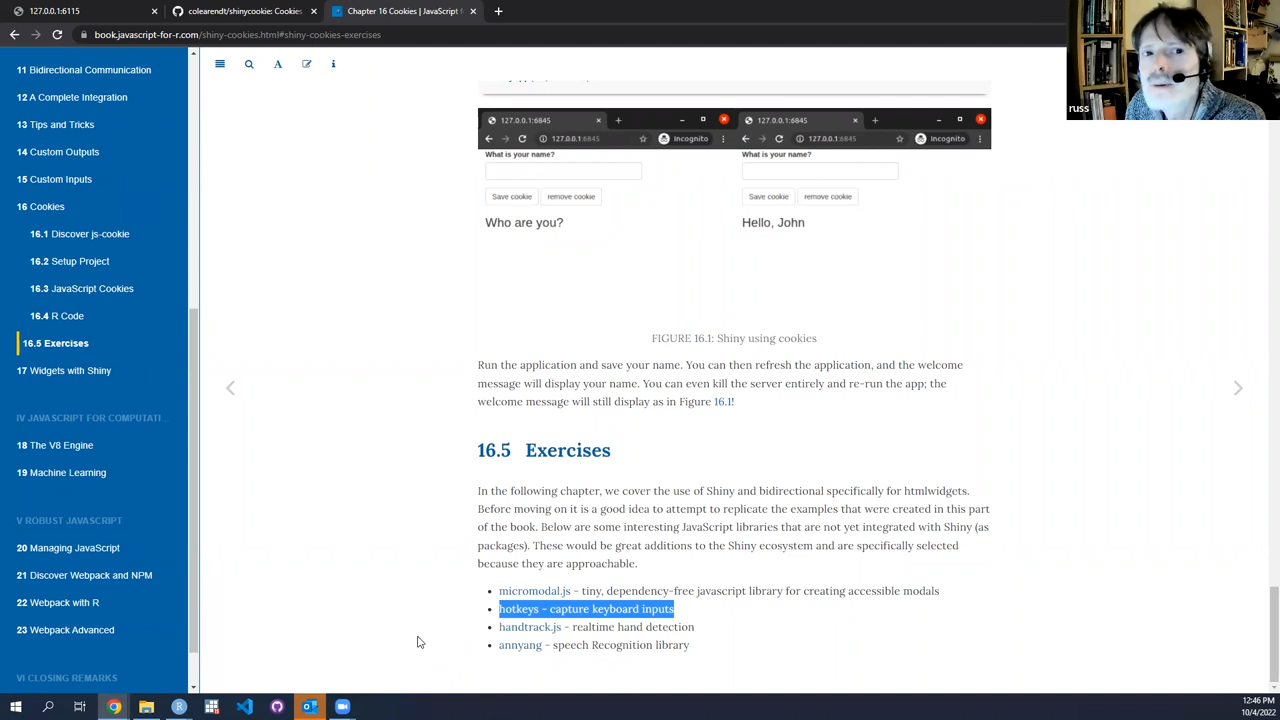 127.0.0.1:6115
colearendt/shinycookie: Cookies
Chapter 16 Cookies | JavaScript f
book.javascript-for-r.com/shiny-cookies.html#shiny-cookies-exercises
russ
11 Bidirectional Communication
12 A Complete Integration
13 Tips and Tricks
14 Custom Outputs
15 Custom Inputs
16 Cookies
16.1 Discover js-cookie
16.2 Setup Project
16.3 JavaScript Cookies
16.4 R Code
16.5 Exercises
17 Widgets with Shiny
IV JAVASCRIPT FOR COMPUTATI...
18 The V8 Engine
19 Machine Learning
V ROBUST JAVASCRIPT
20 Managing JavaScript
21 Discover Webpack and NPM
22 Webpack with R
23 Webpack Advanced
VI CLOSING REMARKS
127.0.0.1:6845
127.0.0.1:6845
127.0.0.1:6845
Incognito
127.0.0.1:6845
Incognito
What is your name?
What is your name?
Save cookie
remove cookie
Save cookie
remove cookie
Who are you?
Hello, John
FIGURE 16.1: Shiny using cookies
Run the application and save your name. You can then refresh the application, and the welcome
message will display your name. You can even kill the server entirely and re-run the app; the
welcome message will still display as in Figure 16.1!
16.5 Exercises
In the following chapter, we cover the use of Shiny and bidirectional specifically for htmlwidgets.
Before moving on it is a good idea to attempt to replicate the examples that were created in this part
of the book. Below are some interesting JavaScript libraries that are not yet integrated with Shiny (as
packages). These would be great additions to the Shiny ecosystem and are specifically selected
because they are approachable.
micromodal.js - tiny, dependency-free javascript library for creating accessible modals
hotkeys - capture keyboard inputs
handtrack.js - realtime hand detection
annyang - speech Recognition library
12:46 PM
10/4/2022